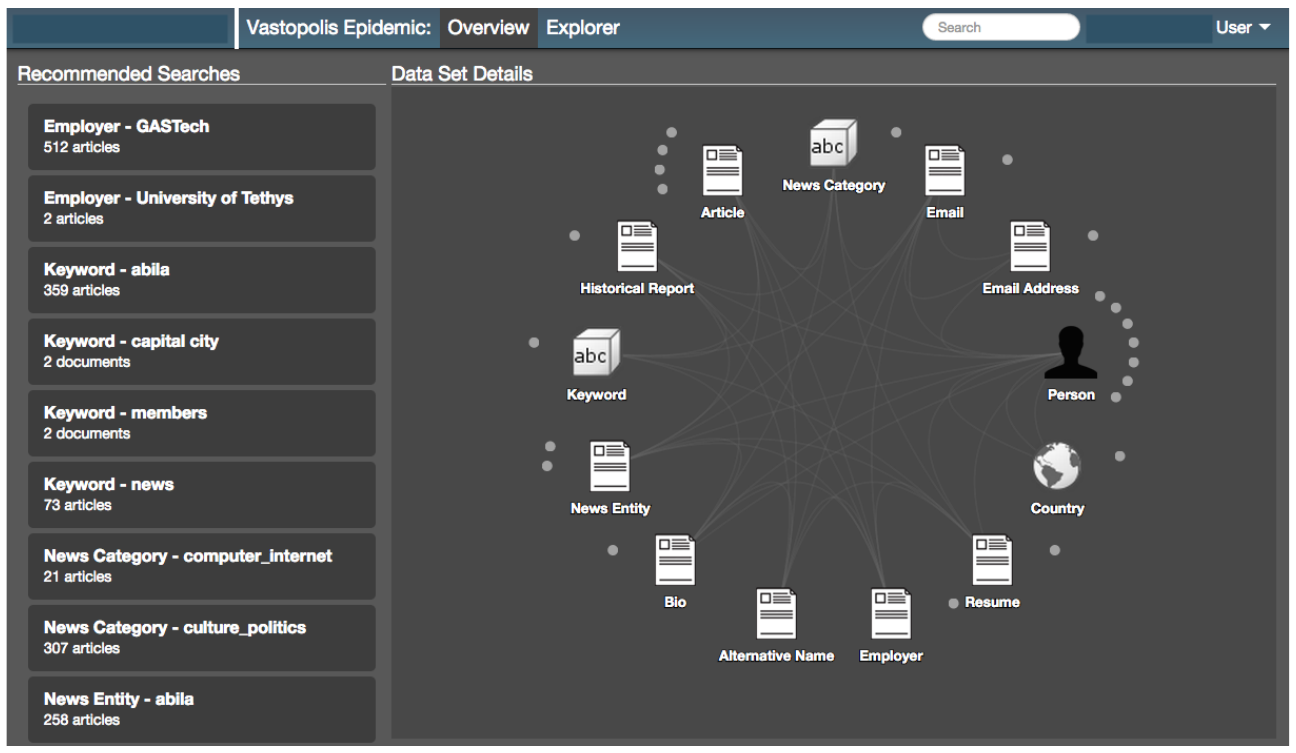 Vastopolis Epidemic: Overview Explorer Search User
Recommended Searches
Employer - GASTech
512 articles
Employer - University of Tethys
2 articles
Keyword - abila
359 articles
Keyword - capital city
2 documents
Keyword - members
2 documents
Keyword - news
73 articles
News Category - computer_internet
21 articles
News Category - culture_politics
307 articles
News Entity - abila
258 articles
Data Set Details
abc
News Category
Article
Email
Historical Report
Email Address
abc
Keyword
Person
News Entity
Country
Bio
Resume
Alternative Name
Employer